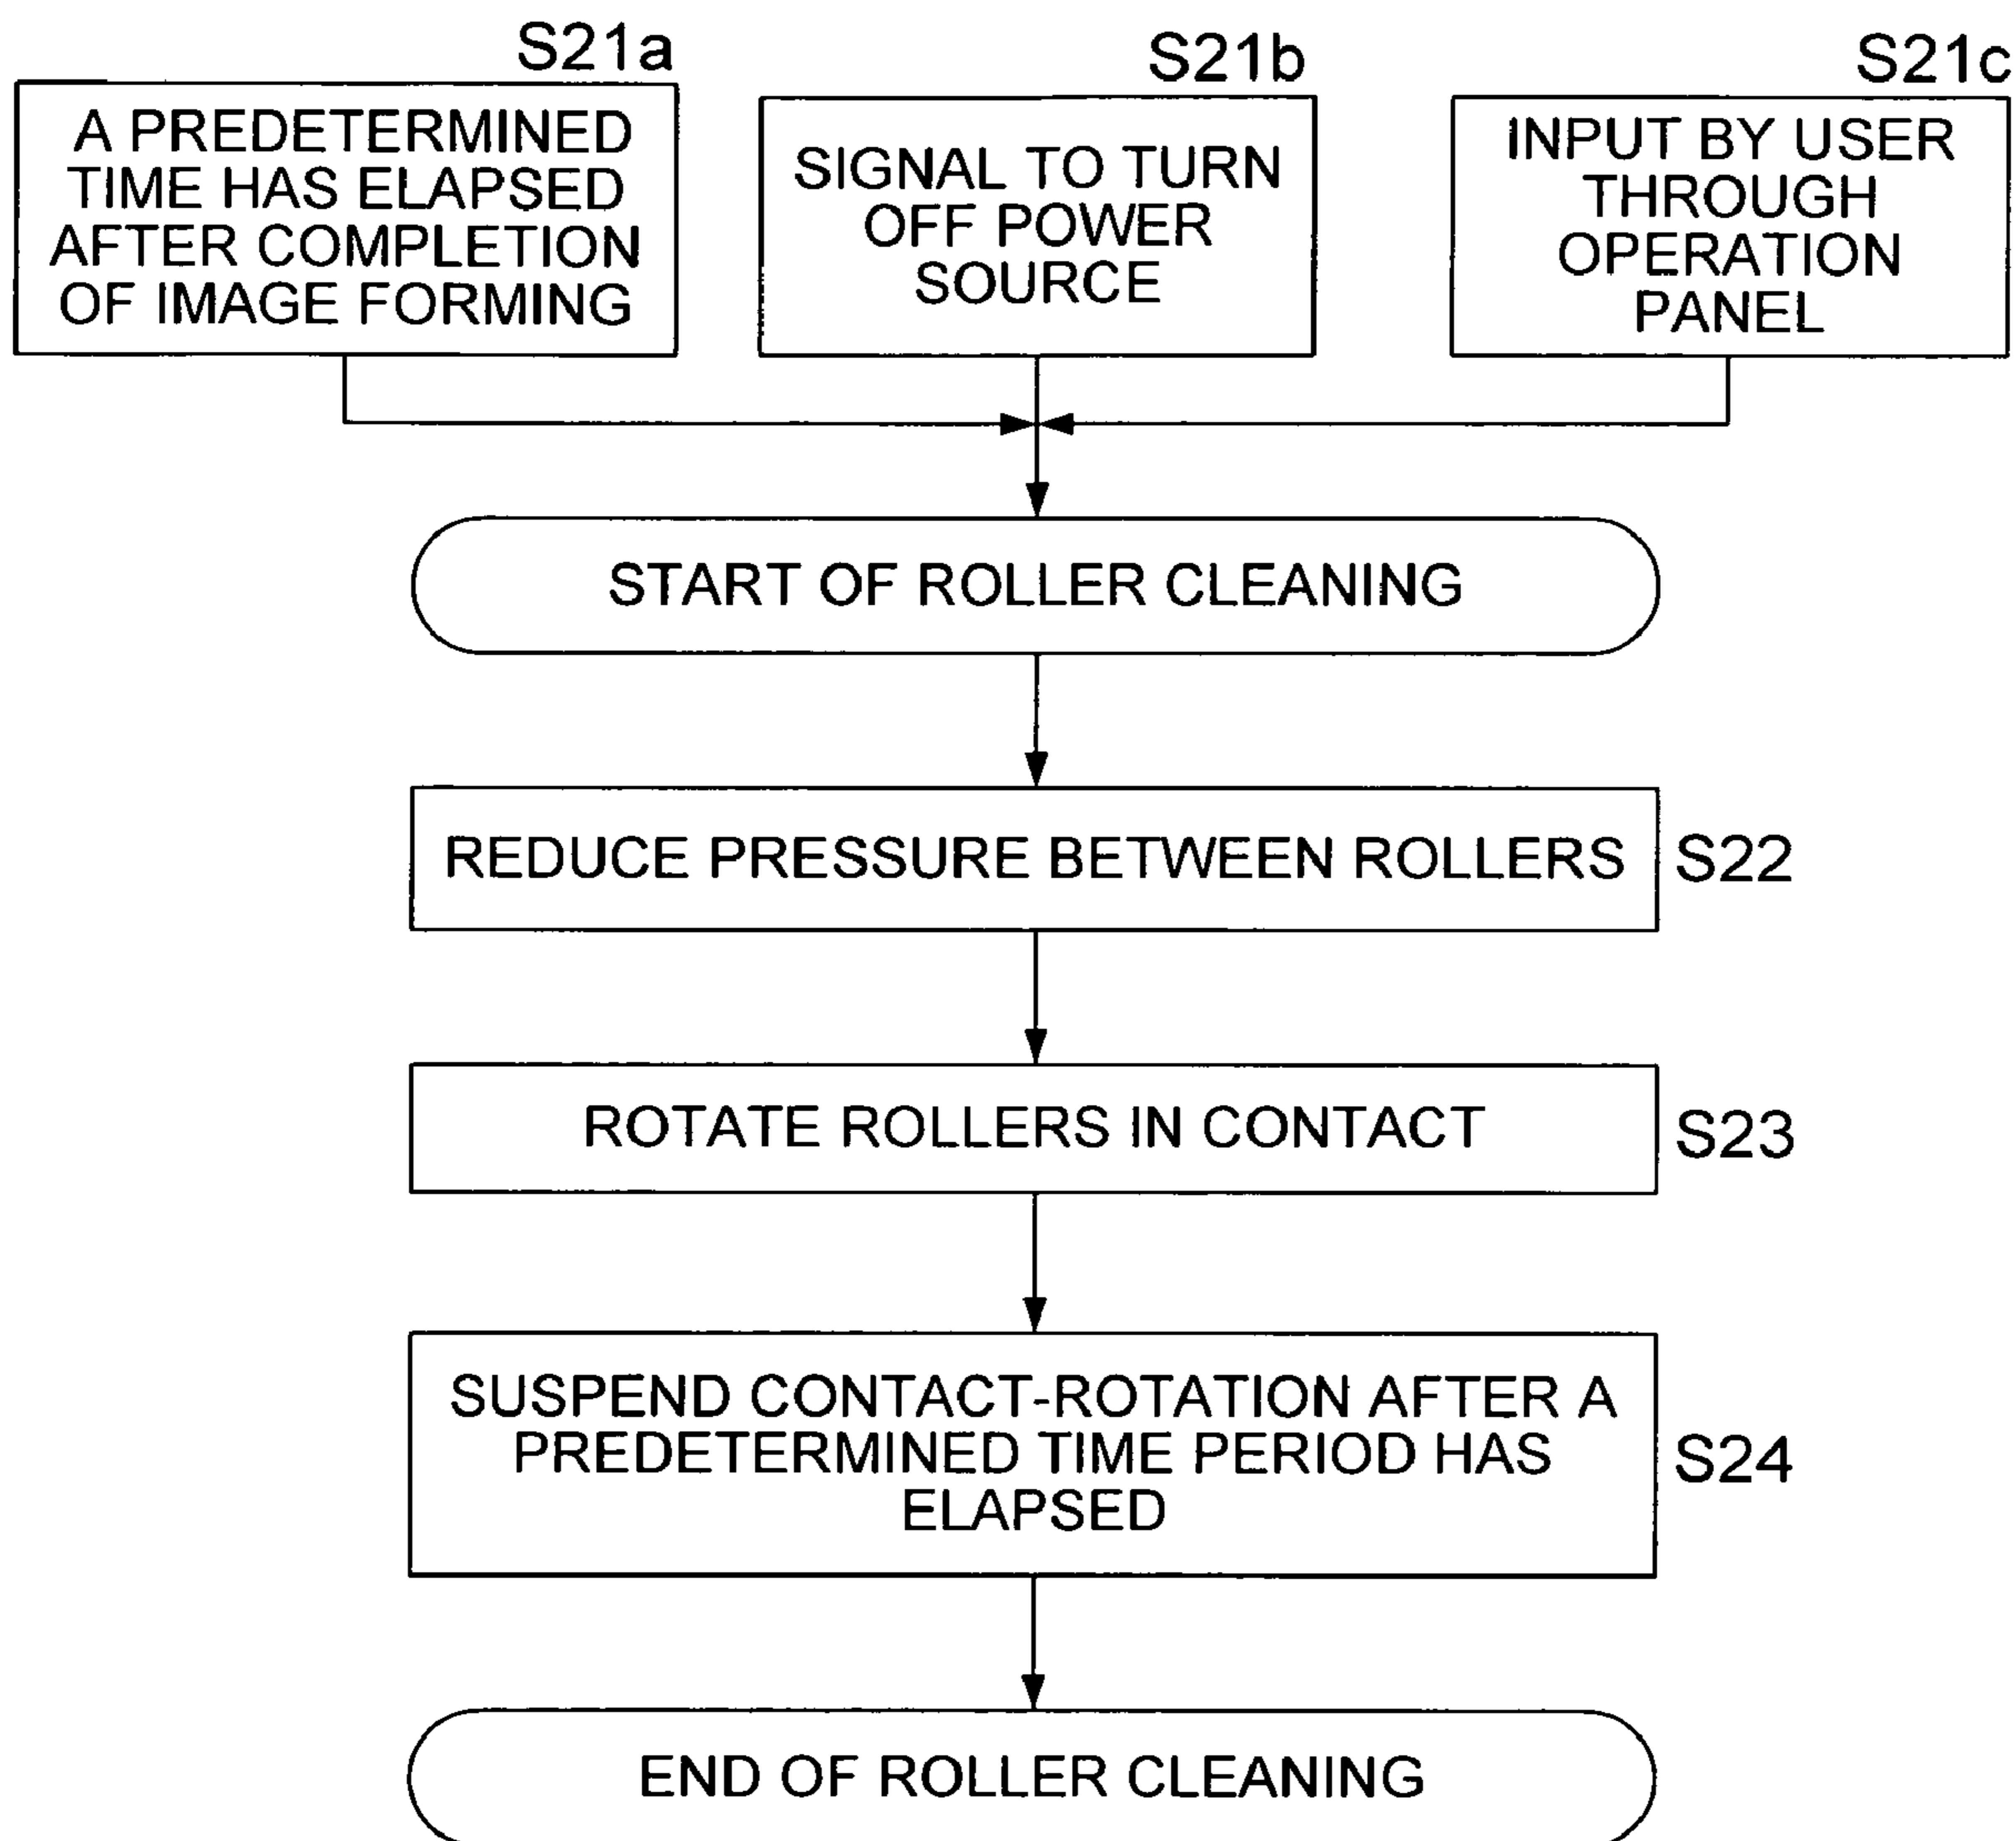 S21a
A PREDETERMINED
TIME HAS ELAPSED
AFTER COMPLETION
OF IMAGE FORMING
S21b
SIGNAL TO TURN
OFF POWER
SOURCE
S21c
INPUT BY USER
THROUGH
OPERATION
PANEL
START OF ROLLER CLEANING
REDUCE PRESSURE BETWEEN ROLLERS
S22
ROTATE ROLLERS IN CONTACT
S23
SUSPEND CONTACT-ROTATION AFTER A
PREDETERMINED TIME PERIOD HAS
ELAPSED
S24
END OF ROLLER CLEANING